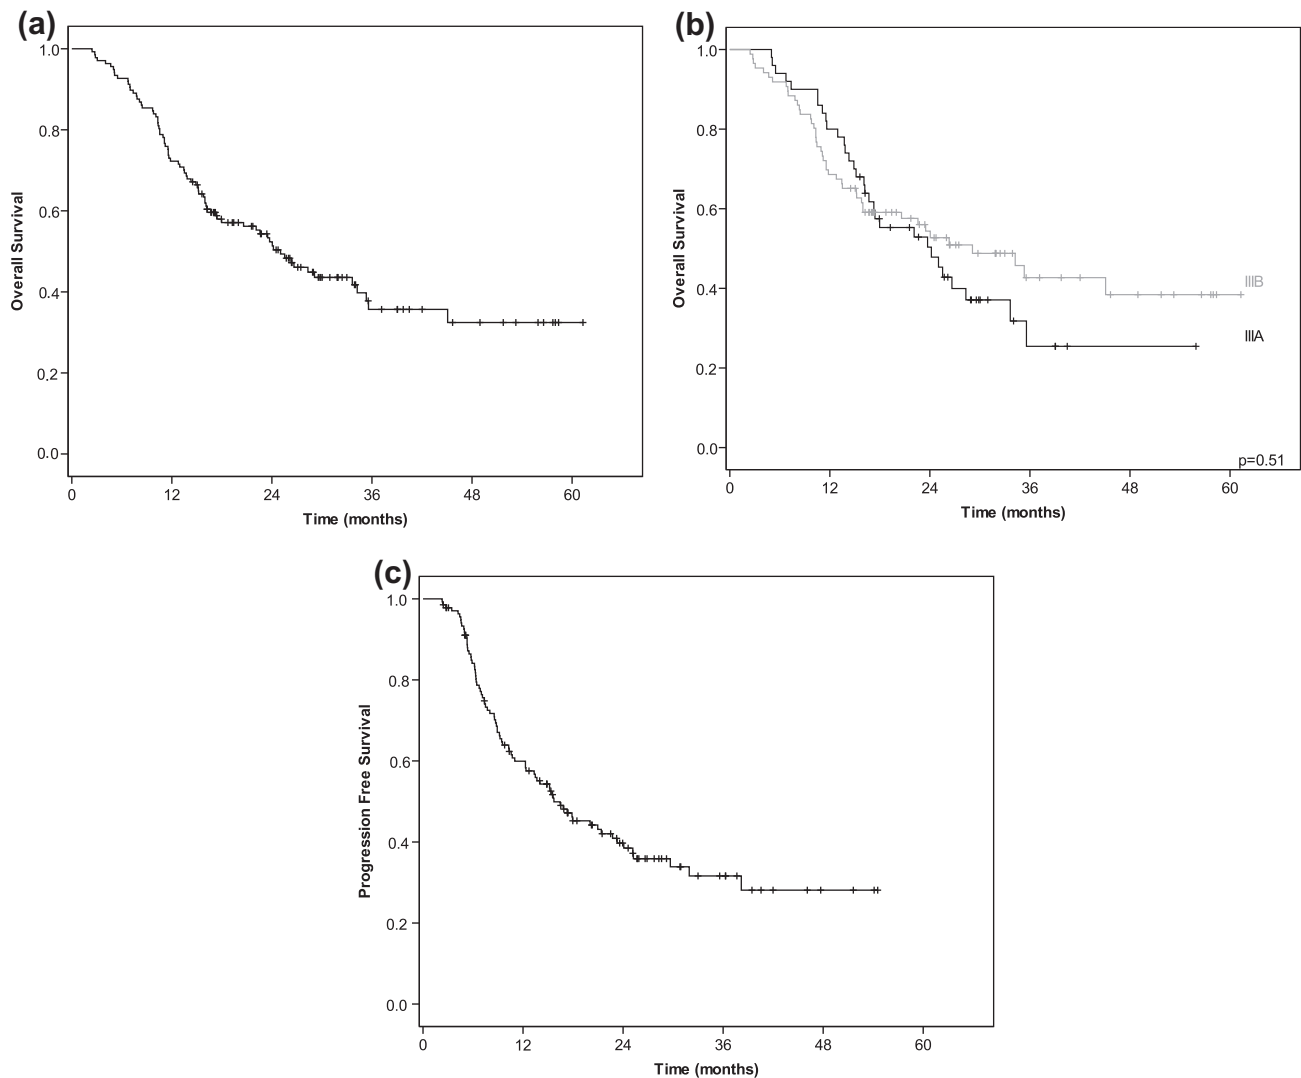 (a)
1.0
0.8
0.6
0.4
0.2
0.0
Overall Survival
0 12 24 36 48 60
Time (months)
(b)
1.0
0.8
0.6
0.4
0.2
0.0
Overall Survival
IIIB
IIIA
p=0.51
0 12 24 36 48 60
Time (months)
(c)
1.0
0.8
0.6
0.4
0.2
0.0
Progression Free Survival
0 12 24 36 48 60
Time (months)